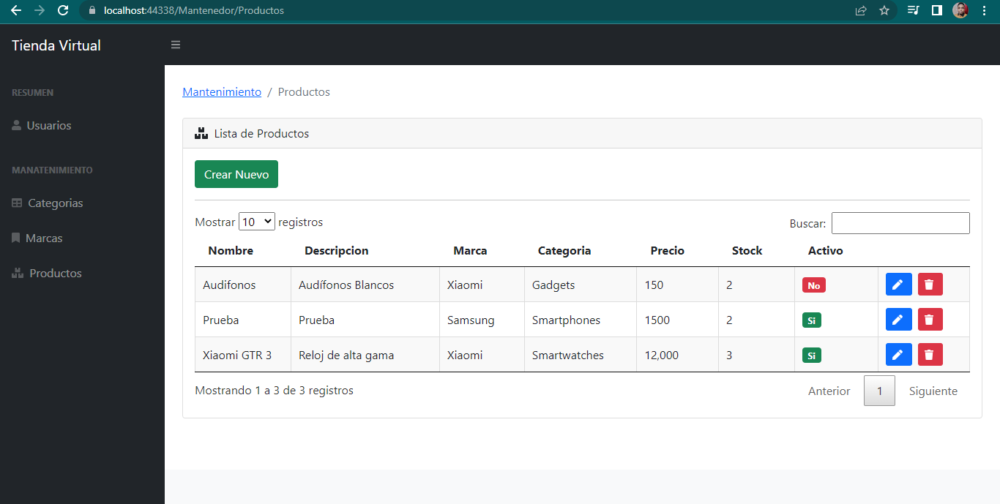 localhost:44338/Mantenedor/Productos
Tienda Virtual
RESUMEN
Usuarios
MANATENIMIENTO
Categorias
Marcas
Productos
Mantenimiento / Productos
Lista de Productos
Crear Nuevo
Mostrar 10 registros
Buscar:
Nombre Descripcion Marca Categoria Precio Stock Activo
Audifonos Audífonos Blancos Xiaomi Gadgets 150 2 No
Prueba Prueba Samsung Smartphones 1500 2 Si
Xiaomi GTR 3 Reloj de alta gama Xiaomi Smartwatches 12,000 3 Si
Mostrando 1 a 3 de 3 registros
Anterior 1 Siguiente